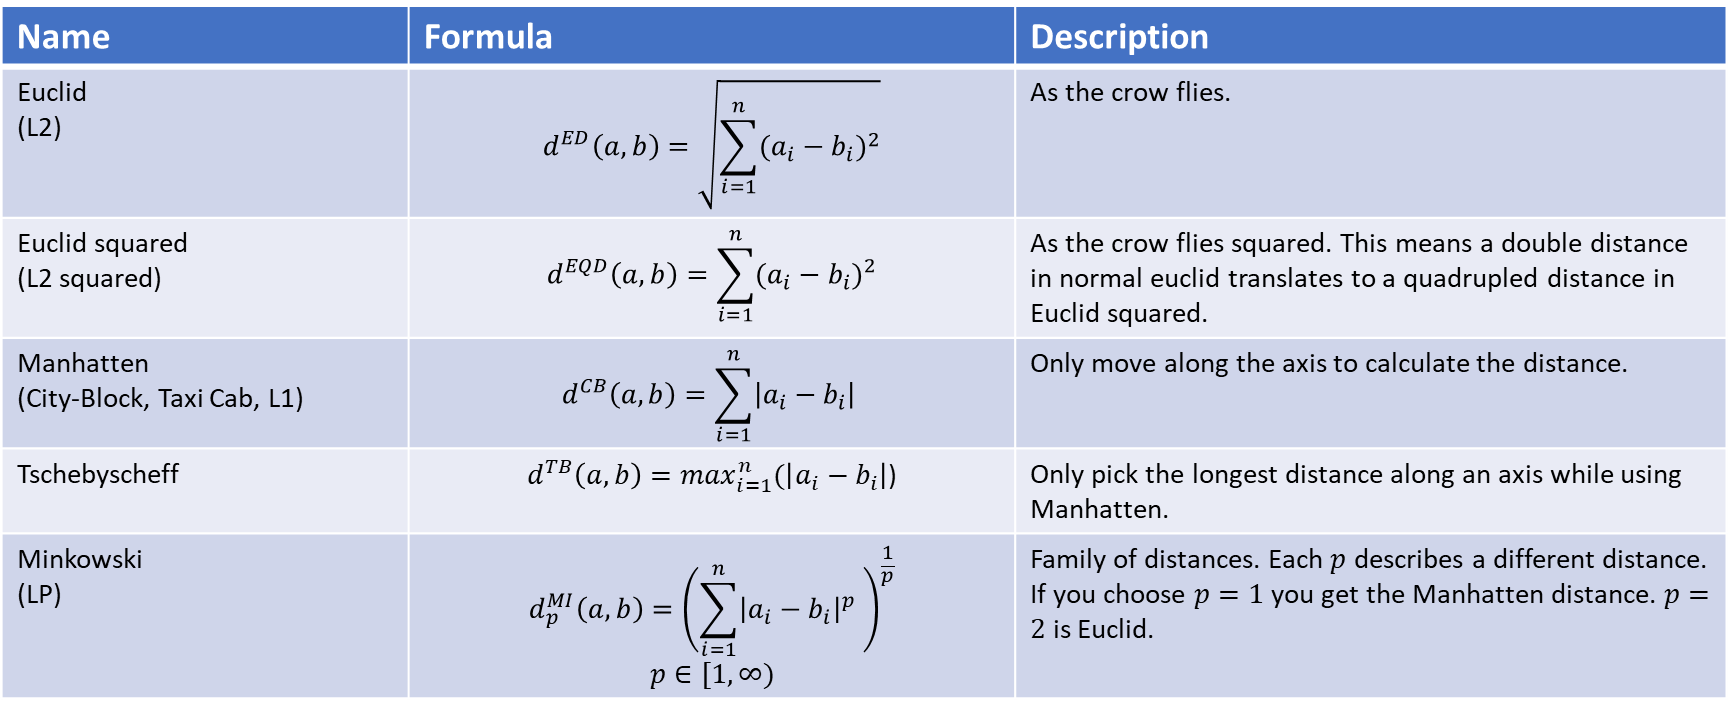 Name Formula Description
Euclid
(L2)
d^{ED}(a, b) = √(∑_{i=1}^{n} (a_i − b_i)^2)
As the crow flies.
Euclid squared
(L2 squared)
d^{EQD}(a, b) = ∑_{i=1}^{n} (a_i − b_i)^2
As the crow flies squared. This means a double distance
in normal euclid translates to a quadrupled distance in
Euclid squared.
Manhatten
(City-Block, Taxi Cab, L1)
d^{CB}(a, b) = ∑_{i=1}^{n} |a_i − b_i|
Only move along the axis to calculate the distance.
Tschebyscheff
d^{TB}(a, b) = max_{i=1}^{n}(|a_i − b_i|)
Only pick the longest distance along an axis while using
Manhatten.
Minkowski
(LP)
d_p^{MI}(a, b) = (∑_{i=1}^{n} |a_i − b_i|^p)^{1/p}
p ∈ [1, ∞)
Family of distances. Each p describes a different distance.
If you choose p = 1 you get the Manhatten distance. p =
2 is Euclid.